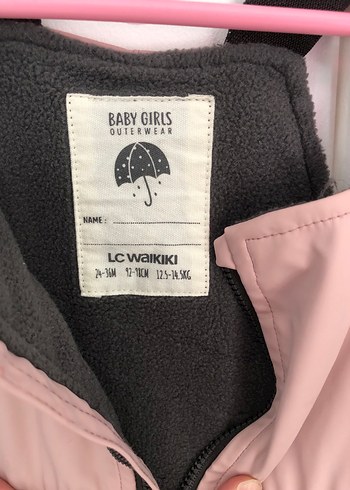 BABY GIRLS
OUTERWEAR
NAME :
LC WAIKIKI
24-36M 92-98CM 12.5-14.5KG